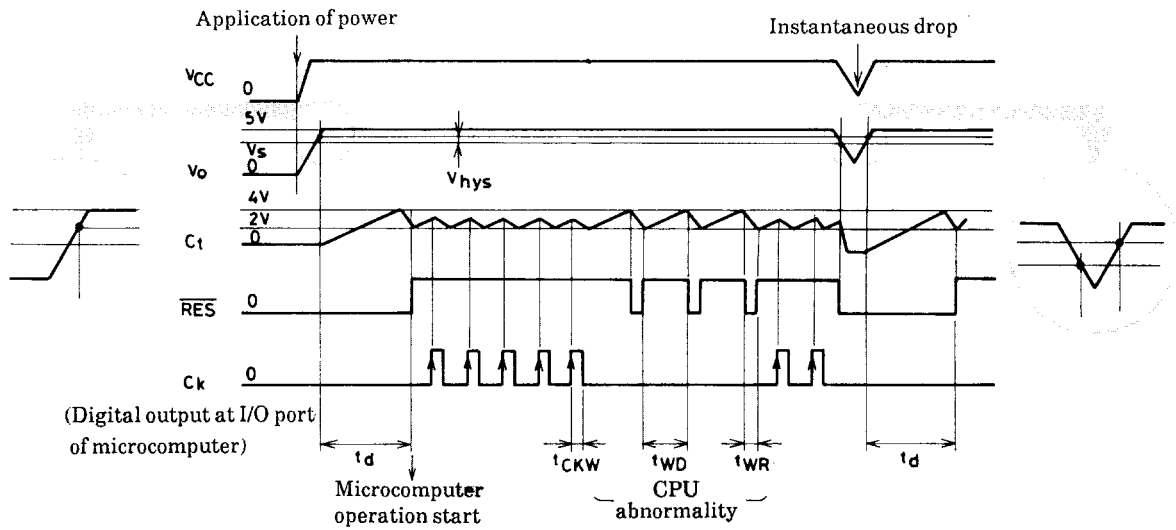 Application of power
Instantaneous drop
VCC
0
5V
Vs
Vo
0
Vhys
4V
2V
Ct
0
RES
0
Ck
0
(Digital output at I/O port
of microcomputer)
td
tCKW
tWD
tWR
td
Microcomputer
operation start
CPU
abnormality